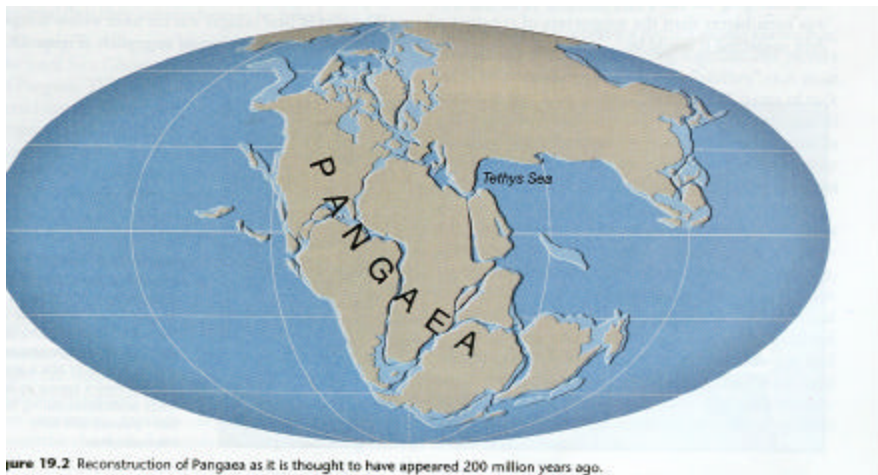 PANGAEA
Tethys Sea
gure 19.2 Reconstruction of Pangaea as it is thought to have appeared 200 million years ago.